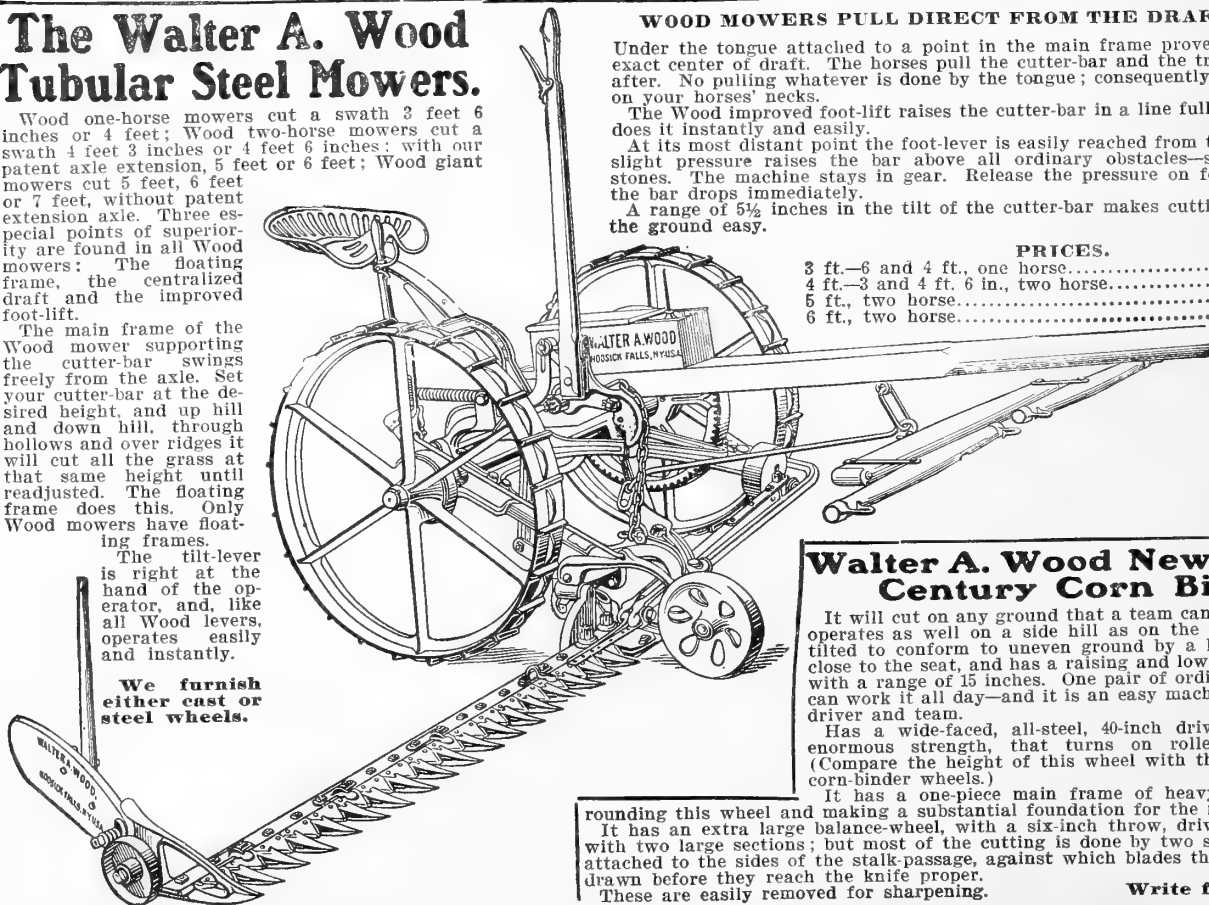 The Walter A. Wood
Tubular Steel Mowers.
Wood one-horse mowers cut a swath 3 feet 6
inches or 4 feet; Wood two-horse mowers cut a
swath 4 feet 3 inches or 4 feet 6 inches; with our
patent axle extension, 5 feet or 6 feet; Wood giant
mowers cut 5 feet, 6 feet
or 7 feet, without patent
extension axle. Three es-
pecial points of superior-
ity are found in all Wood
mowers: The floating
frame, the centralized
draft and the improved
foot-lift.
The main frame of the
Wood mower supporting
the cutter-bar swings
freely from the axle. Set
your cutter-bar at the de-
sired height, and up hill
and down hill, through
hollows and over ridges it
will cut all the grass at
that same height until
readjusted. The floating
frame does this. Only
Wood mowers have float-
ing frames.
The tilt-lever
is right at the
hand of the op-
erator, and, like
all Wood levers,
operates easily
and instantly.
We furnish
either cast or
steel wheels.
WALTER A. WOOD.
HOOSICK FALLS, N.Y. USA
WALTER A. WOOD
HOOSICK FALLS, N.Y. U.S.A.
WOOD MOWERS PULL DIRECT FROM THE DRAF
Under the tongue attached to a point in the main frame prove
exact center of draft. The horses pull the cutter-bar and the tr
after. No pulling whatever is done by the tongue; consequently
on your horses' necks.
The Wood improved foot-lift raises the cutter-bar in a line full
does it instantly and easily.
At its most distant point the foot-lever is easily reached from t
slight pressure raises the bar above all ordinary obstacles—s
stones. The machine stays in gear. Release the pressure on fo
the bar drops immediately.
A range of 5½ inches in the tilt of the cutter-bar makes cutti
the ground easy.
PRICES.
3 ft.—6 and 4 ft., one horse
4 ft.—3 and 4 ft. 6 in., two horse
5 ft., two horse
6 ft., two horse
Walter A. Wood New
Century Corn Bi
It will cut on any ground that a team can
operates as well on a side hill as on the
tilted to conform to uneven ground by a l
close to the seat, and has a raising and low
with a range of 15 inches. One pair of ordi
can work it all day—and it is an easy mach
driver and team.
Has a wide-faced, all-steel, 40-inch driv
enormous strength, that turns on rolle
(Compare the height of this wheel with th
corn-binder wheels.)
It has a one-piece main frame of heavy
rounding this wheel and making a substantial foundation for the
It has an extra large balance-wheel, with a six-inch throw, driv
with two large sections; but most of the cutting is done by two s
attached to the sides of the stalk-passage, against which blades th
drawn before they reach the knife proper.
These are easily removed for sharpening.
Write f